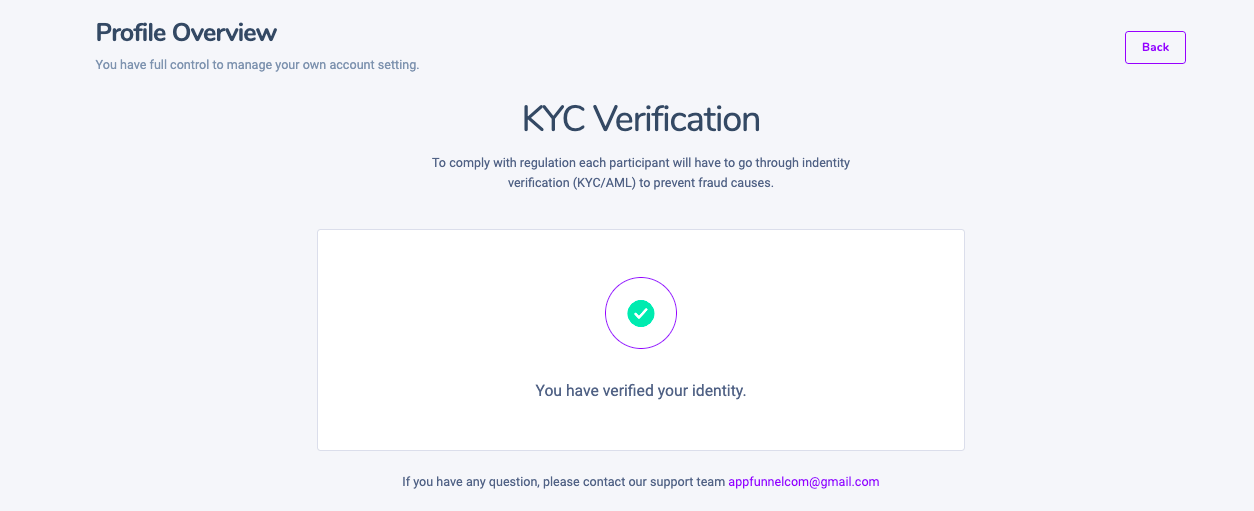 Profile Overview
You have full control to manage your own account setting.
Back
KYC Verification
To comply with regulation each participant will have to go through indentity
verification (KYC/AML) to prevent fraud causes.
You have verified your identity.
If you have any question, please contact our support team appfunnelcom@gmail.com